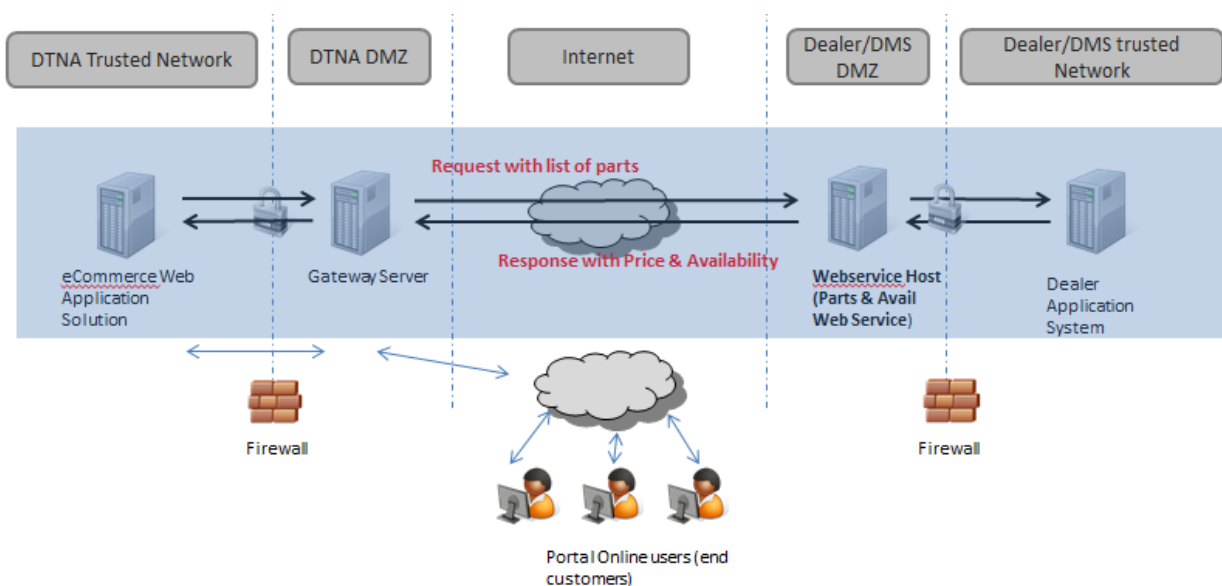 DTNA Trusted Network
DTNA DMZ
Internet
Dealer/DMS
DMZ
Dealer/DMS trusted
Network
Request with list of parts
Response with Price & Availability
eCommerce Web
Application
Solution
Gateway Server
Webservice Host
(Parts & Avail
Web Service)
Dealer
Application
System
Firewall
Firewall
Portal Online users (end
customers)